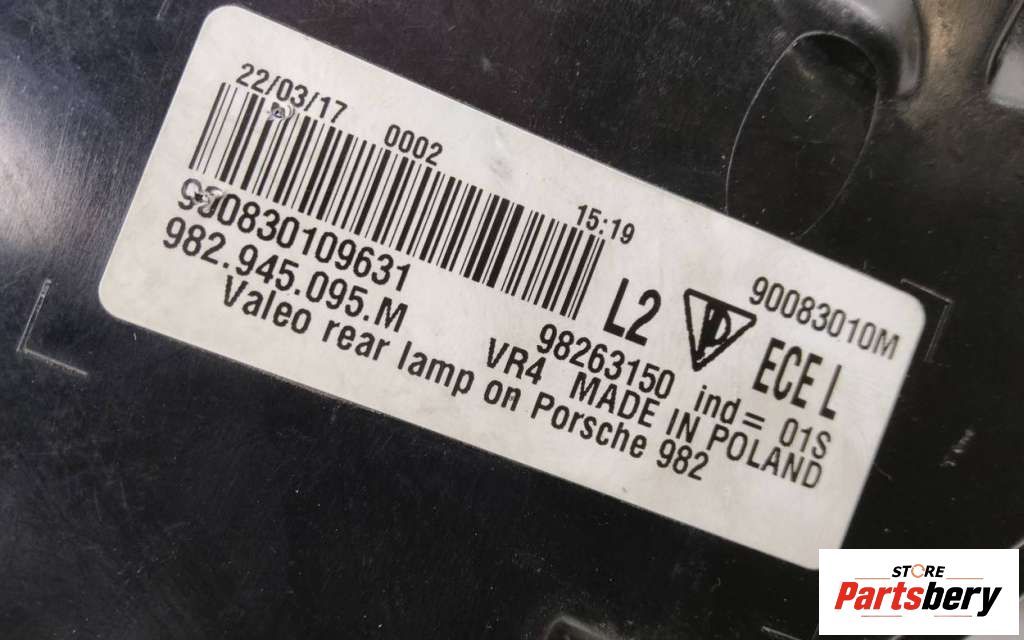 22/03/17 0002 15:19
90083010M
900830109631
L2 ECE L
982.945.095.M
98263150 ind= 01S
VR4 MADE IN POLAND
Valeo rear lamp on Porsche 982
STORE
Partsbery